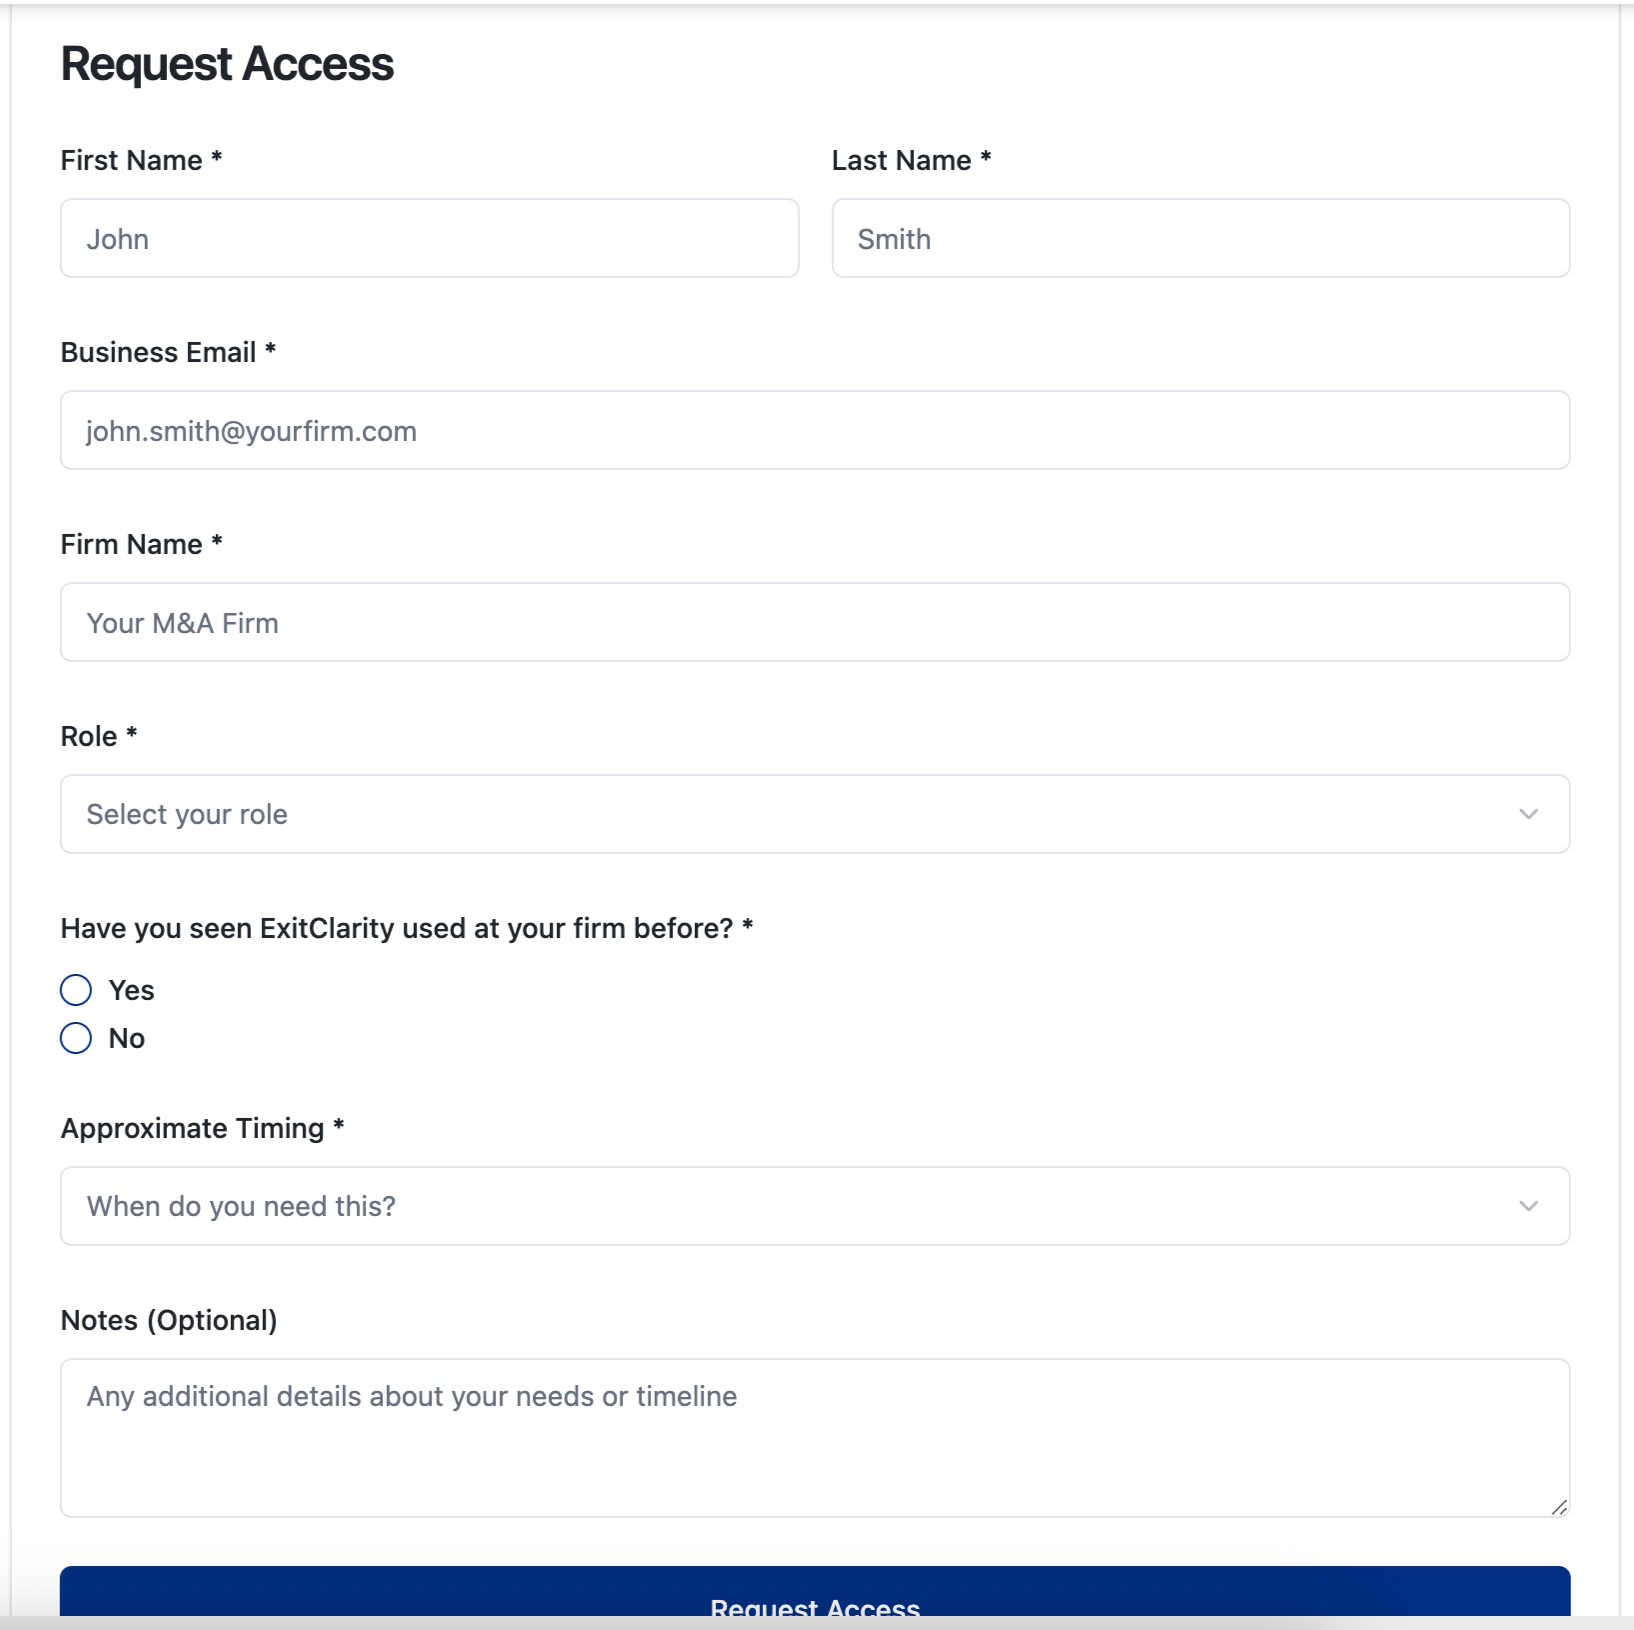 Request Access
First Name *
Last Name *
John
Smith
Business Email *
john.smith@yourfirm.com
Firm Name *
Your M&A Firm
Role *
Select your role
Have you seen ExitClarity used at your firm before? *
Yes
No
Approximate Timing *
When do you need this?
Notes (Optional)
Any additional details about your needs or timeline
Request Access